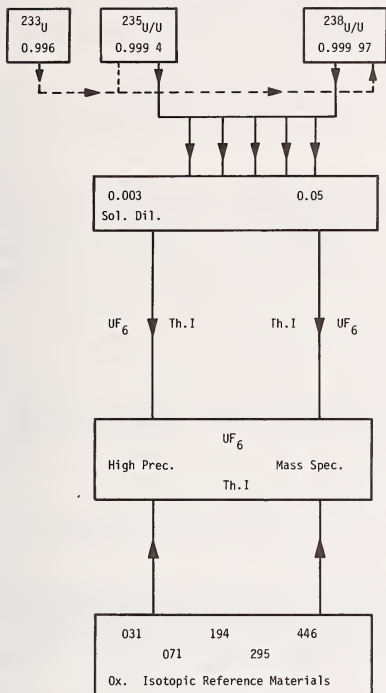 233U 235U/U 238U/U
0.996 0.999 4 0.999 97
0.003 0.05
Sol. Dil.
UF6 Th.I Th.I UF6
UF6
High Prec. Mass Spec.
Th.I
031 194 446
071 295
Ox. Isotopic Reference Materials